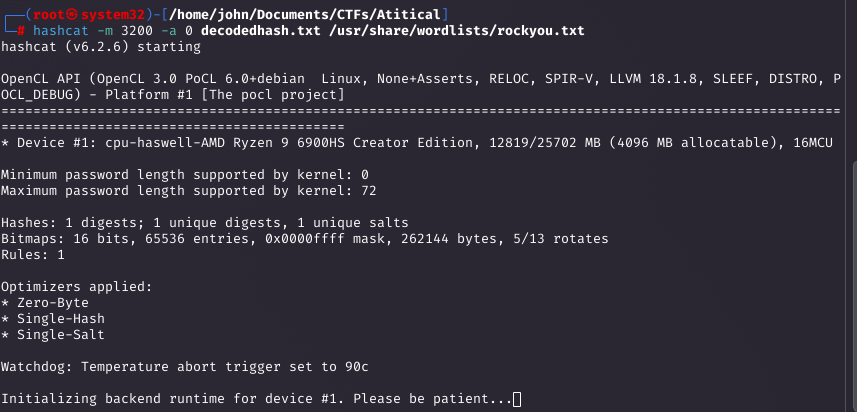 (root㉿system32)-[/home/john/Documents/CTFs/Atitical]
# hashcat -m 3200 -a 0 decodedhash.txt /usr/share/wordlists/rockyou.txt
hashcat (v6.2.6) starting
OpenCL API (OpenCL 3.0 PoCL 6.0+debian  Linux, None+Asserts, RELOC, SPIR-V, LLVM 18.1.8, SLEEF, DISTRO, P
OCL_DEBUG) - Platform #1 [The pocl project]
=========================================================================================================
===========================================
* Device #1: cpu-haswell-AMD Ryzen 9 6900HS Creator Edition, 12819/25702 MB (4096 MB allocatable), 16MCU
Minimum password length supported by kernel: 0
Maximum password length supported by kernel: 72
Hashes: 1 digests; 1 unique digests, 1 unique salts
Bitmaps: 16 bits, 65536 entries, 0x0000ffff mask, 262144 bytes, 5/13 rotates
Rules: 1
Optimizers applied:
* Zero-Byte
* Single-Hash
* Single-Salt
Watchdog: Temperature abort trigger set to 90c
Initializing backend runtime for device #1. Please be patient...